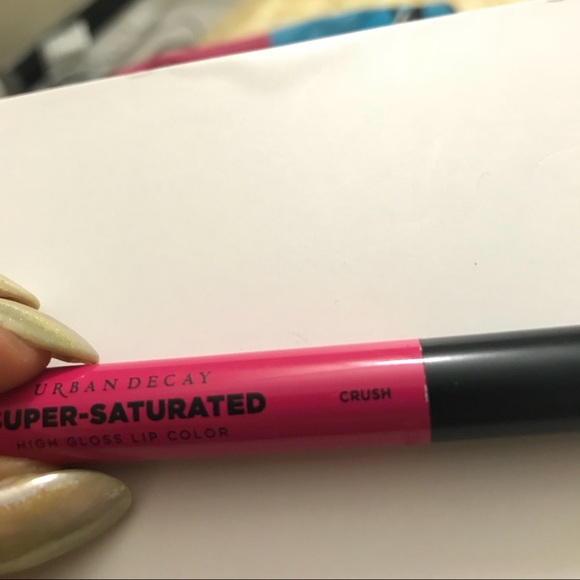 URBAN DECAY
SUPER-SATURATED
HIGH GLOSS LIP COLOR
CRUSH